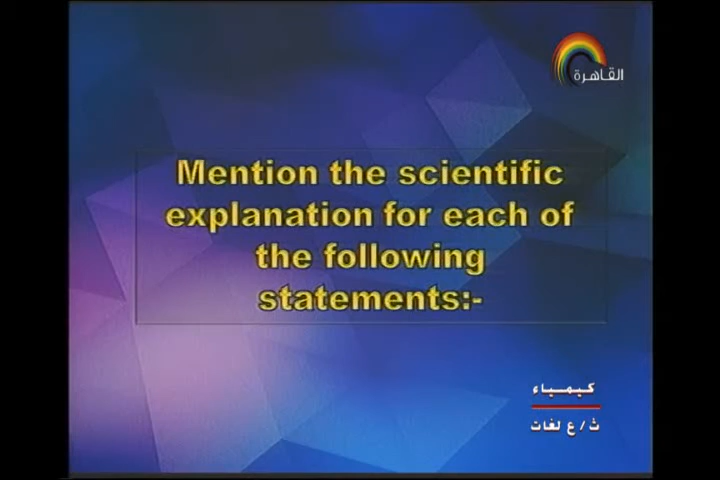 القاهرة
Mention the scientific
explanation for each of
the following
statements:-
كيمياء
ث/ع لغات